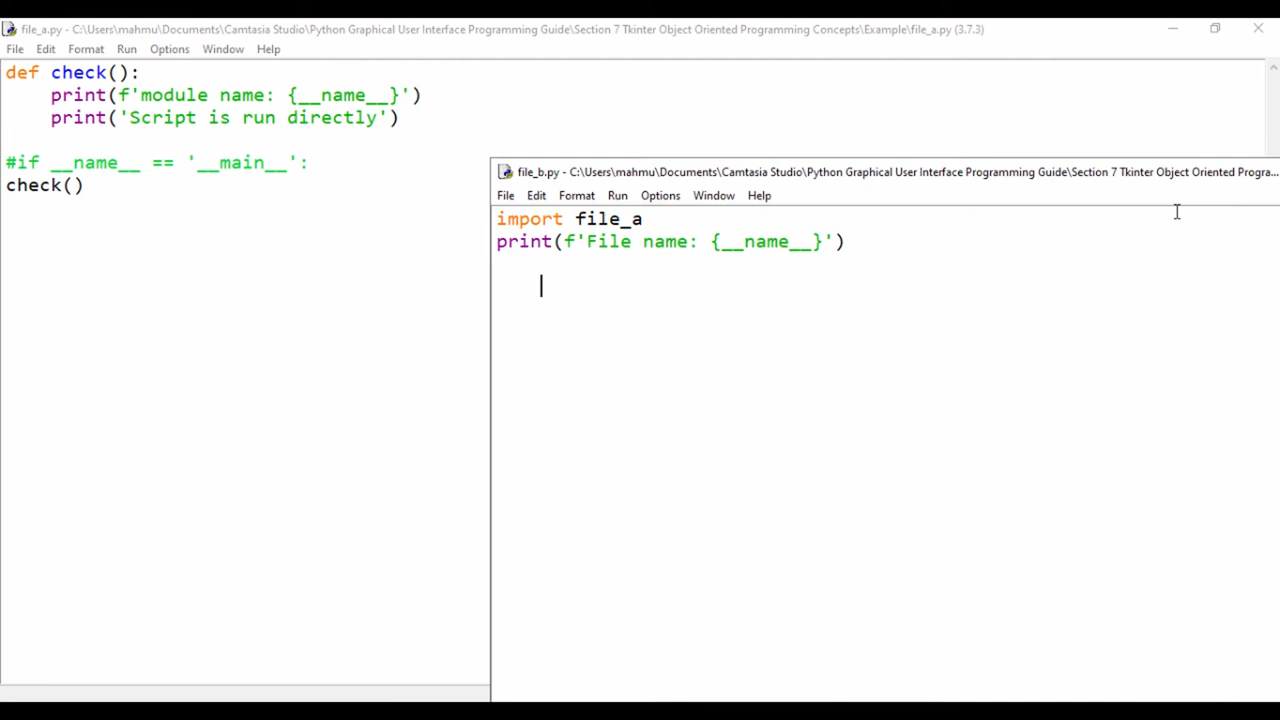 file_a.py - C:\Users\mahmu\Documents\Camtasia Studio\Python Graphical User Interface Programming Guide\Section 7 Tkinter Object Oriented Programming Concepts\Example\file_a.py (3.7.3)
File Edit Format Run Options Window Help
def check():
    print(f'module name: {__name__}')
    print('Script is run directly')
#if __name__ == '__main__':
check()
file_b.py - C:\Users\mahmu\Documents\Camtasia Studio\Python Graphical User Interface Programming Guide\Section 7 Tkinter Object Oriented Progra...
File Edit Format Run Options Window Help
import file_a
print(f'File name: {__name__}')